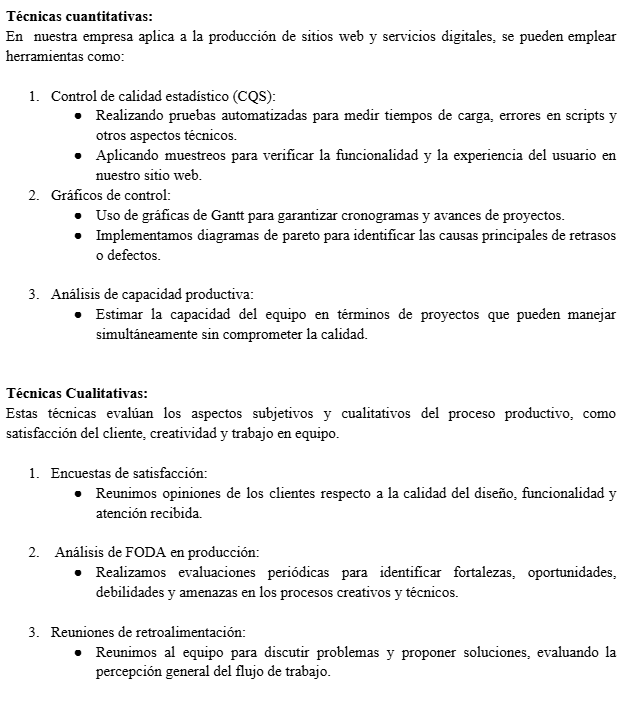 Técnicas cuantitativas:
En nuestra empresa aplica a la producción de sitios web y servicios digitales, se pueden emplear
herramientas como:
1. Control de calidad estadístico (CQS):
● Realizando pruebas automatizadas para medir tiempos de carga, errores en scripts y
otros aspectos técnicos.
● Aplicando muestreos para verificar la funcionalidad y la experiencia del usuario en
nuestro sitio web.
2. Gráficos de control:
● Uso de gráficas de Gantt para garantizar cronogramas y avances de proyectos.
● Implementamos diagramas de pareto para identificar las causas principales de retrasos
o defectos.
3. Análisis de capacidad productiva:
● Estimar la capacidad del equipo en términos de proyectos que pueden manejar
simultáneamente sin comprometer la calidad.
Técnicas Cualitativas:
Estas técnicas evalúan los aspectos subjetivos y cualitativos del proceso productivo, como
satisfacción del cliente, creatividad y trabajo en equipo.
1. Encuestas de satisfacción:
● Reunimos opiniones de los clientes respecto a la calidad del diseño, funcionalidad y
atención recibida.
2. Análisis de FODA en producción:
● Realizamos evaluaciones periódicas para identificar fortalezas, oportunidades,
debilidades y amenazas en los procesos creativos y técnicos.
3. Reuniones de retroalimentación:
● Reunimos al equipo para discutir problemas y proponer soluciones, evaluando la
percepción general del flujo de trabajo.